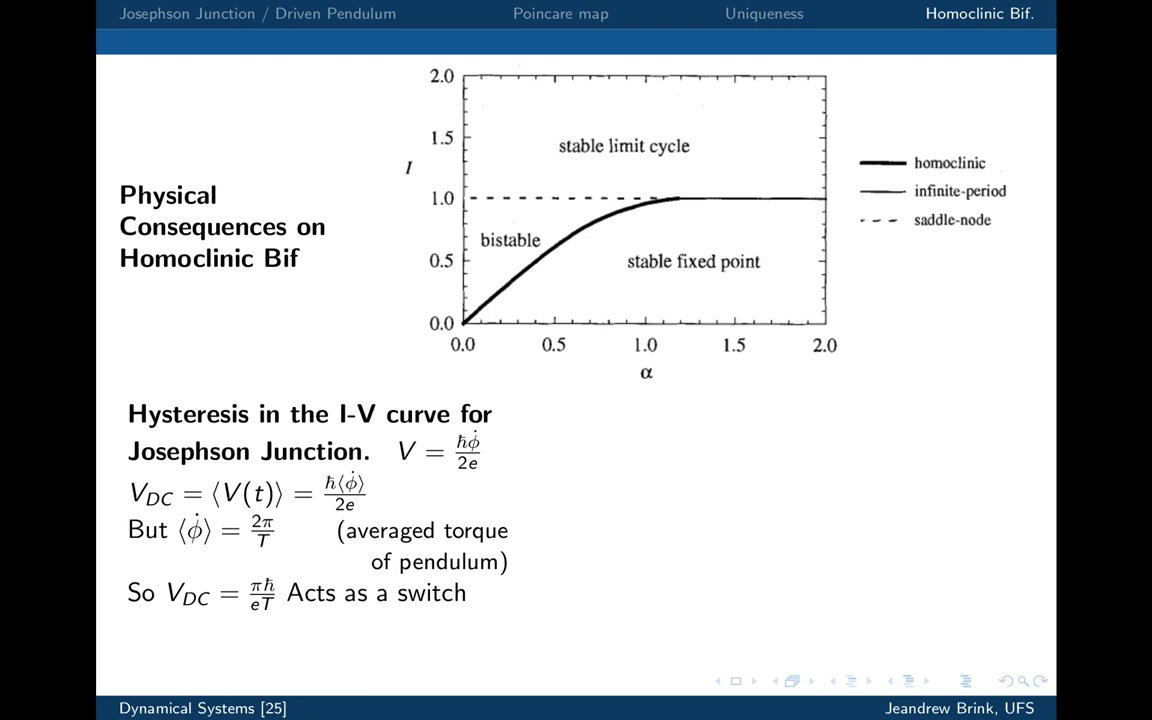 Josephson Junction / Driven Pendulum Poincare map Uniqueness Homoclinic Bif.
Physical
Consequences on
Homoclinic Bif
2.0
1.5
I
1.0
0.5
0.0
stable limit cycle
bistable
stable fixed point
0.0 0.5 1.0 1.5 2.0
α
homoclinic
infinite-period
saddle-node
Hysteresis in the I-V curve for
Josephson Junction. V = ħφ̇/2e
V_DC = ⟨V(t)⟩ = ħ⟨φ̇⟩/2e
But ⟨φ̇⟩ = 2π/T (averaged torque
of pendulum)
So V_DC = πħ/eT Acts as a switch
Dynamical Systems [25] Jeandrew Brink, UFS